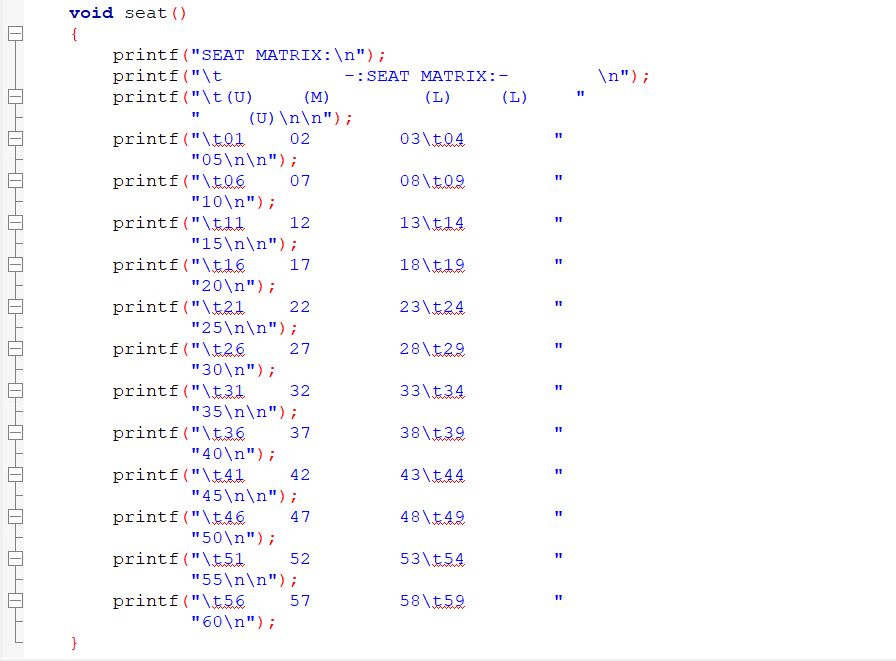 void seat()
{
    printf("SEAT MATRIX:\n");
    printf("\t           -:SEAT MATRIX:-        \n");
    printf("\t(U)    (M)         (L)    (L)    "
           "    (U)\n\n");
    printf("\t01    02        03\t04        "
           "05\n\n");
    printf("\t06    07        08\t09        "
           "10\n");
    printf("\t11    12        13\t14        "
           "15\n\n");
    printf("\t16    17        18\t19        "
           "20\n");
    printf("\t21    22        23\t24        "
           "25\n\n");
    printf("\t26    27        28\t29        "
           "30\n");
    printf("\t31    32        33\t34        "
           "35\n\n");
    printf("\t36    37        38\t39        "
           "40\n");
    printf("\t41    42        43\t44        "
           "45\n\n");
    printf("\t46    47        48\t49        "
           "50\n");
    printf("\t51    52        53\t54        "
           "55\n\n");
    printf("\t56    57        58\t59        "
           "60\n");
}